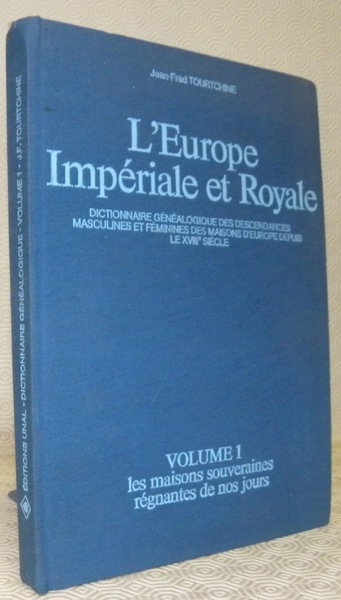 Jean-Fred TOURTCHINE
L'Europe
Impériale et Royale
DICTIONNAIRE GÉNÉALOGIQUE DES DESCENDANCES
MASCULINES ET FÉMININES DES MAISONS D'EUROPE DEPUIS
LE XVIIIe SIÈCLE
VOLUME 1
les maisons souveraines
régnantes de nos jours
ÉDITIONS UNAL - DICTIONNAIRE GÉNÉALOGIQUE - VOLUME 1 - J.F. TOURTCHINE